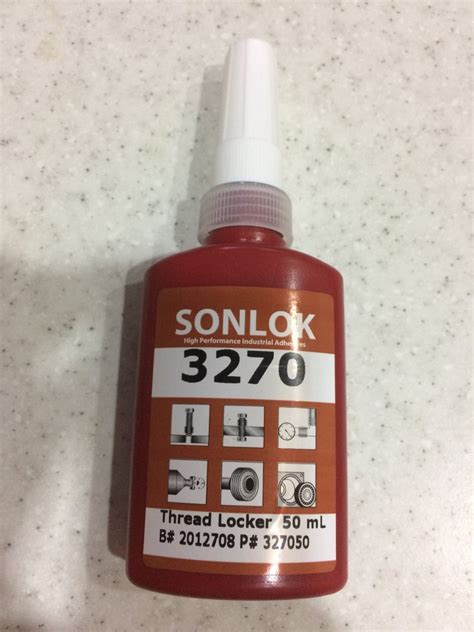 SONLOK
High Performance Industrial Adhesives
3270
Thread Locker 50 mL
B# 2012708 P# 327050